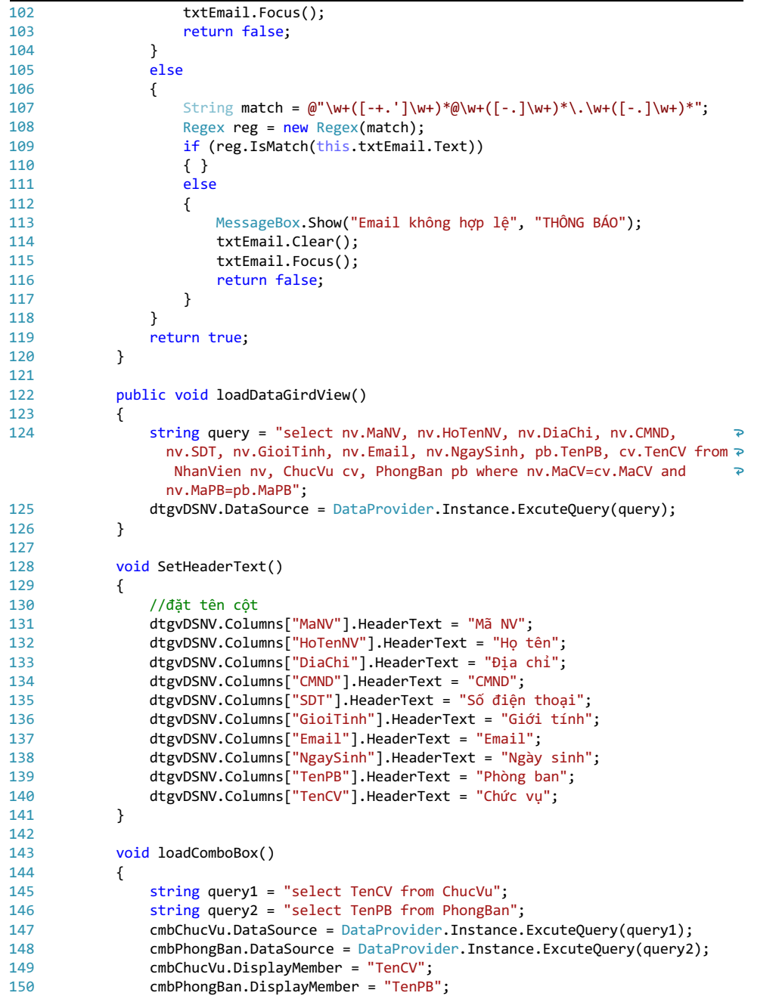 102                 txtEmail.Focus();
103                 return false;
104             }
105             else
106             {
107                 String match = @"\w+([-+.']\w+)*@\w+([-.]\w+)*\.\w+([-.]\w+)*";
108                 Regex reg = new Regex(match);
109                 if (reg.IsMatch(this.txtEmail.Text))
110                 { }
111                 else
112                 {
113                     MessageBox.Show("Email không hợp lệ", "THÔNG BÁO");
114                     txtEmail.Clear();
115                     txtEmail.Focus();
116                     return false;
117                 }
118             }
119             return true;
120         }
121
122         public void loadDataGirdView()
123         {
124             string query = "select nv.MaNV, nv.HoTenNV, nv.DiaChi, nv.CMND,
              nv.SDT, nv.GioiTinh, nv.Email, nv.NgaySinh, pb.TenPB, cv.TenCV from
               NhanVien nv, ChucVu cv, PhongBan pb where nv.MaCV=cv.MaCV and
              nv.MaPB=pb.MaPB";
125             dtgvDSNV.DataSource = DataProvider.Instance.ExcuteQuery(query);
126         }
127
128         void SetHeaderText()
129         {
130             //đặt tên cột
131             dtgvDSNV.Columns["MaNV"].HeaderText = "Mã NV";
132             dtgvDSNV.Columns["HoTenNV"].HeaderText = "Họ tên";
133             dtgvDSNV.Columns["DiaChi"].HeaderText = "Địa chỉ";
134             dtgvDSNV.Columns["CMND"].HeaderText = "CMND";
135             dtgvDSNV.Columns["SDT"].HeaderText = "Số điện thoại";
136             dtgvDSNV.Columns["GioiTinh"].HeaderText = "Giới tính";
137             dtgvDSNV.Columns["Email"].HeaderText = "Email";
138             dtgvDSNV.Columns["NgaySinh"].HeaderText = "Ngày sinh";
139             dtgvDSNV.Columns["TenPB"].HeaderText = "Phòng ban";
140             dtgvDSNV.Columns["TenCV"].HeaderText = "Chức vụ";
141         }
142
143         void loadComboBox()
144         {
145             string query1 = "select TenCV from ChucVu";
146             string query2 = "select TenPB from PhongBan";
147             cmbChucVu.DataSource = DataProvider.Instance.ExcuteQuery(query1);
148             cmbPhongBan.DataSource = DataProvider.Instance.ExcuteQuery(query2);
149             cmbChucVu.DisplayMember = "TenCV";
150             cmbPhongBan.DisplayMember = "TenPB";